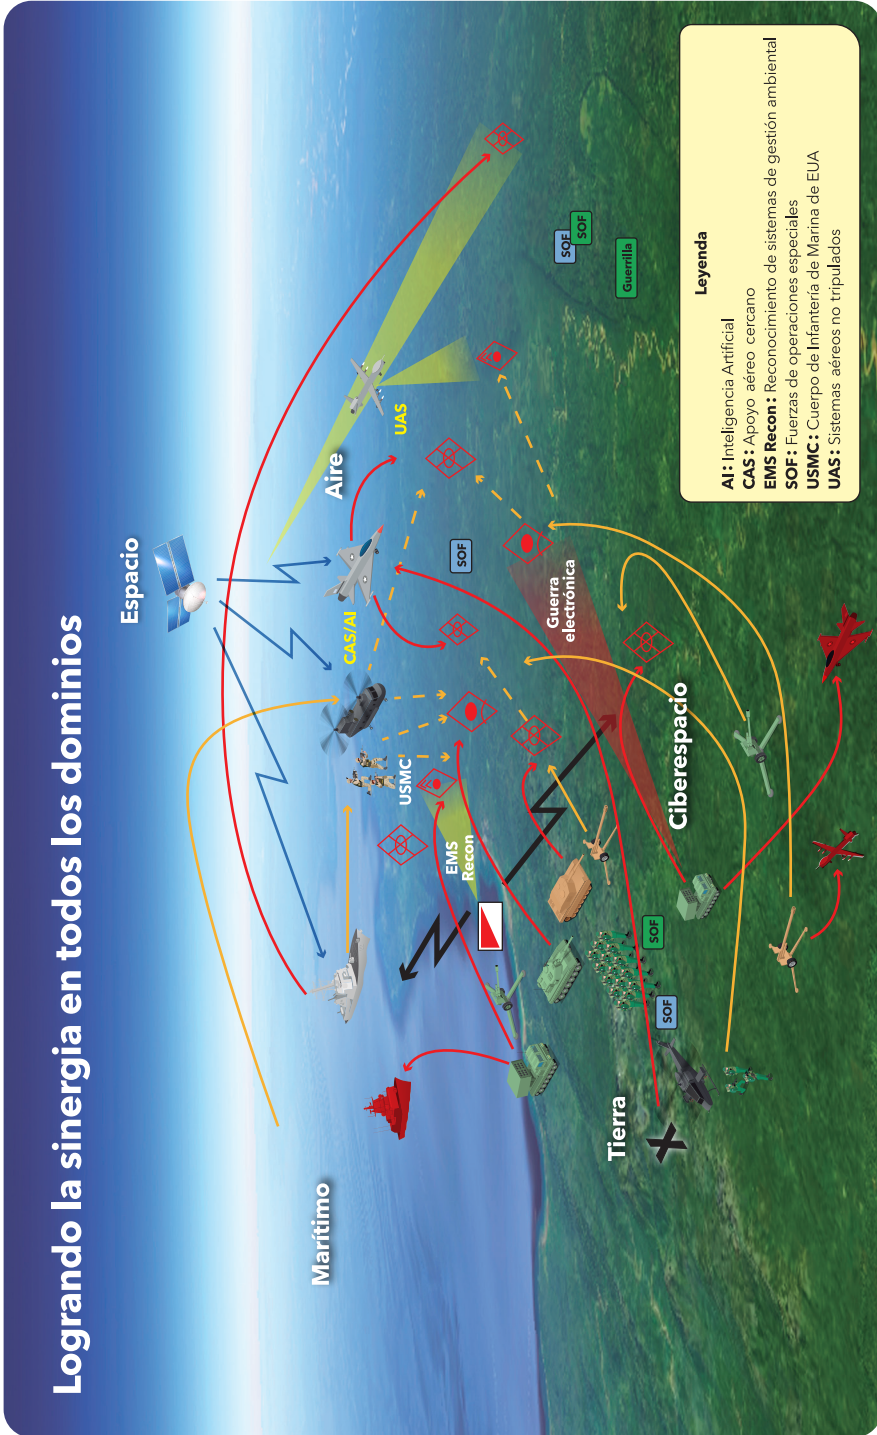 Logrando la sinergia en todos los dominios
Espacio
Marítimo
Aire
CAS/AI
UAS
USMC
EMS
Recon
SOF
SOF
SOF
Guerrilla
Guerra
electrónica
Ciberespacio
SOF
SOF
Tierra
Leyenda
AI: Inteligencia Artificial
CAS: Apoyo aéreo cercano
EMS Recon: Reconocimiento de sistemas de gestión ambiental
SOF: Fuerzas de operaciones especiales
USMC: Cuerpo de Infantería de Marina de EUA
UAS: Sistemas aéreos no tripulados